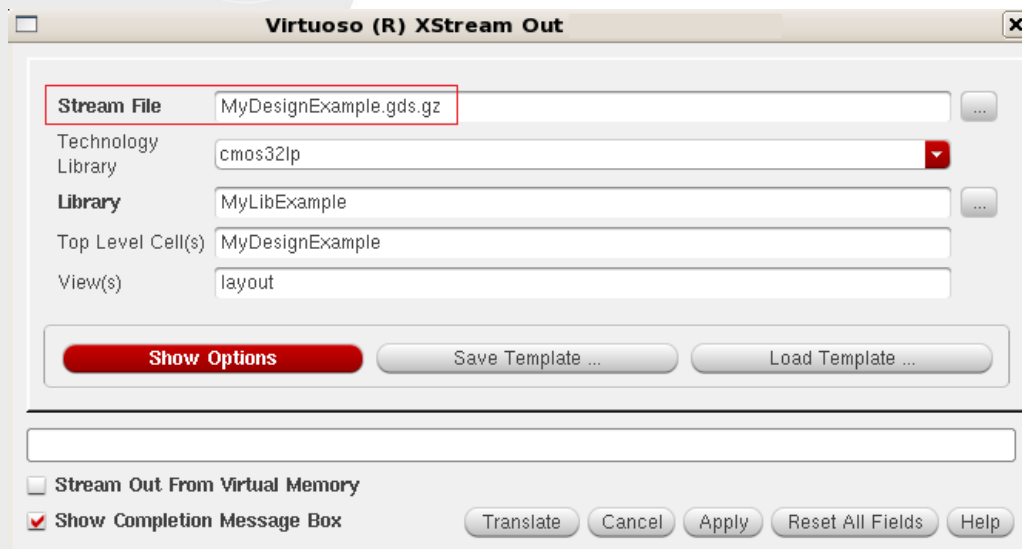 Virtuoso (R) XStream Out
Stream File MyDesignExample.gds.gz ...
Technology
Library
cmos32lp
Library MyLibExample ...
Top Level Cell(s) MyDesignExample
View(s) layout
Show Options Save Template ... Load Template ...
Stream Out From Virtual Memory
Show Completion Message Box Translate Cancel Apply Reset All Fields Help